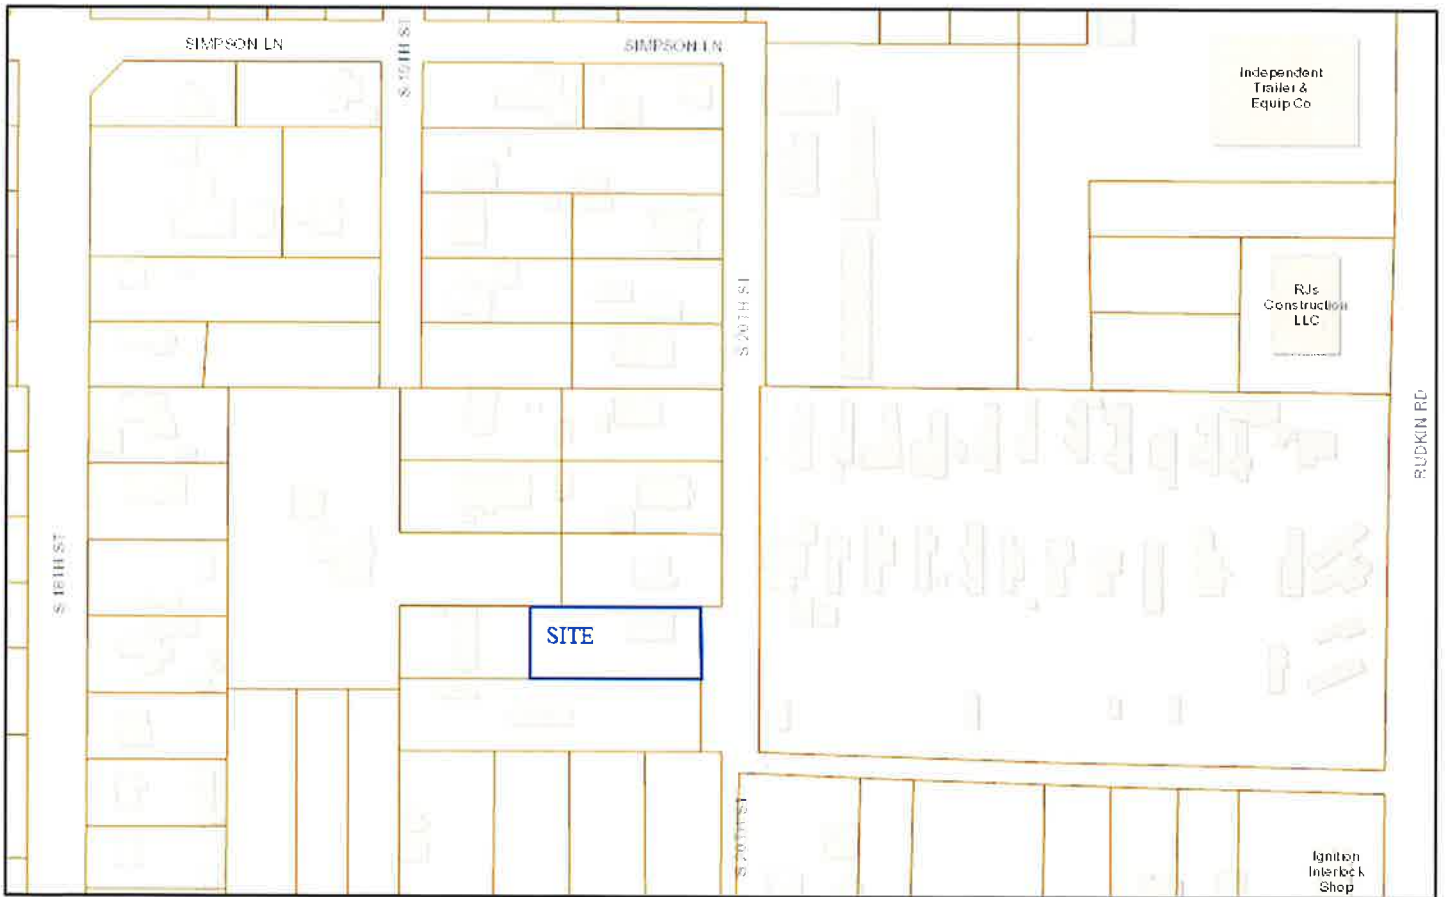 SIMPSON LN
S 19TH ST
SIMPSON LN
Independent
Trailer &
Equip Co
RJs
Construction
LLC
S 20TH ST
RUDKIN RD
S 18TH ST
SITE
S 20TH ST
Ignition
Interlock
Shop